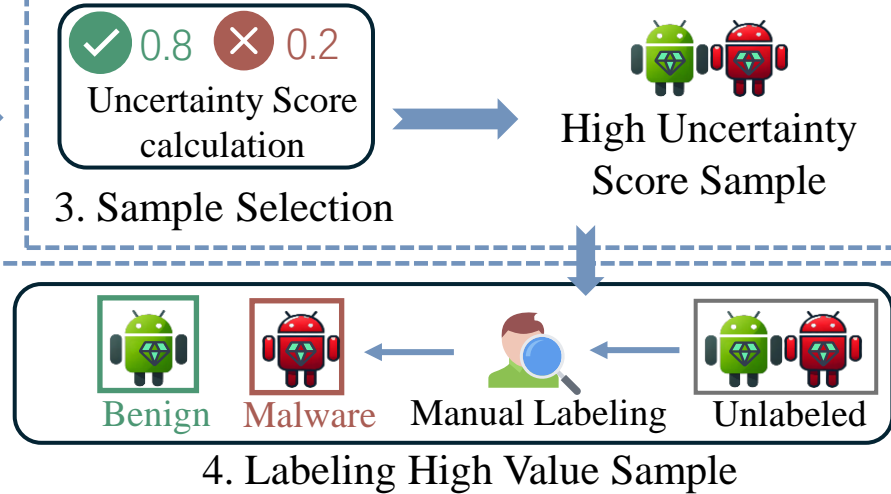 0.8 0.2
Uncertainty Score
calculation
High Uncertainty
Score Sample
3. Sample Selection
Benign Malware Manual Labeling Unlabeled
4. Labeling High Value Sample